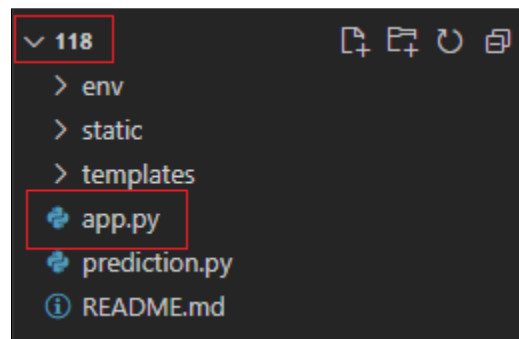 118
env
static
templates
app.py
prediction.py
README.md